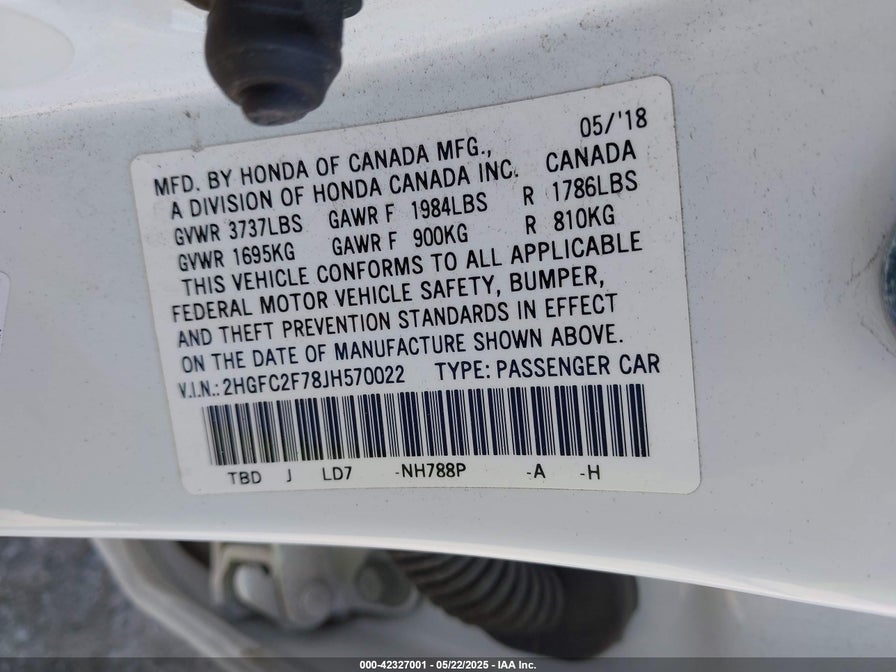 05/'18
MFD. BY HONDA OF CANADA MFG.,
A DIVISION OF HONDA CANADA INC. CANADA
GVWR 3737LBS GAWR F 1984LBS R 1786LBS
GVWR 1695KG GAWR F 900KG R 810KG
THIS VEHICLE CONFORMS TO ALL APPLICABLE
FEDERAL MOTOR VEHICLE SAFETY, BUMPER,
AND THEFT PREVENTION STANDARDS IN EFFECT
ON THE DATE OF MANUFACTURE SHOWN ABOVE.
V.I.N.: 2HGFC2F78JH570022 TYPE: PASSENGER CAR
TBD J LD7 -NH788P -A -H
000-42327001 - 05/22/2025 - IAA Inc.